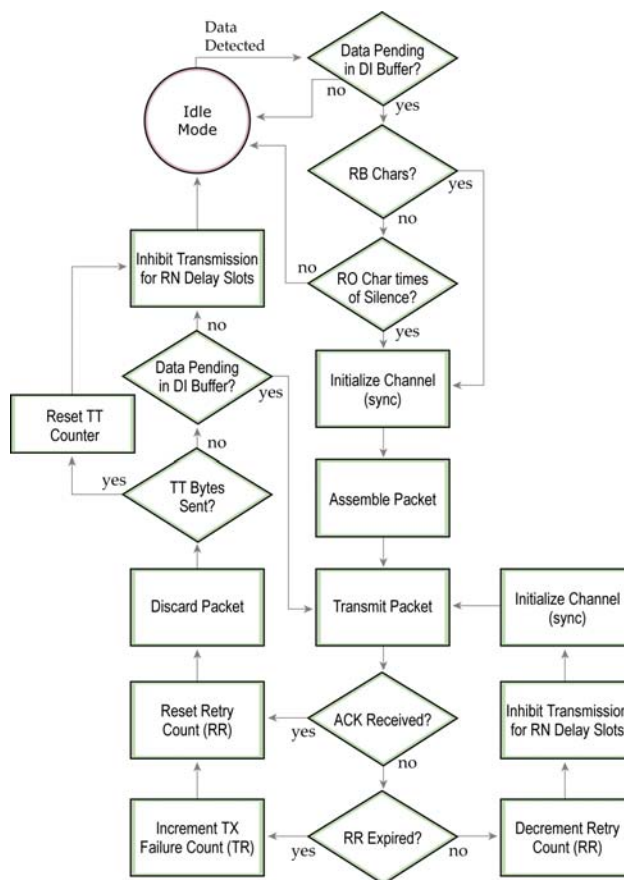 Data
Detected
Data Pending
in DI Buffer?
no
yes
Idle
Mode
RB Chars?
yes
no
Inhibit Transmission
for RN Delay Slots
no
RO Char times
of Silence?
yes
no
Data Pending
in DI Buffer?
yes
Initialize Channel
(sync)
Reset TT
Counter
no
yes
TT Bytes
Sent?
Assemble Packet
Discard Packet
Transmit Packet
Initialize Channel
(sync)
Reset Retry
Count (RR)
yes
ACK Received?
no
Inhibit Transmission
for RN Delay Slots
Increment TX
Failure Count (TR)
yes
RR Expired?
no
Decrement Retry
Count (RR)